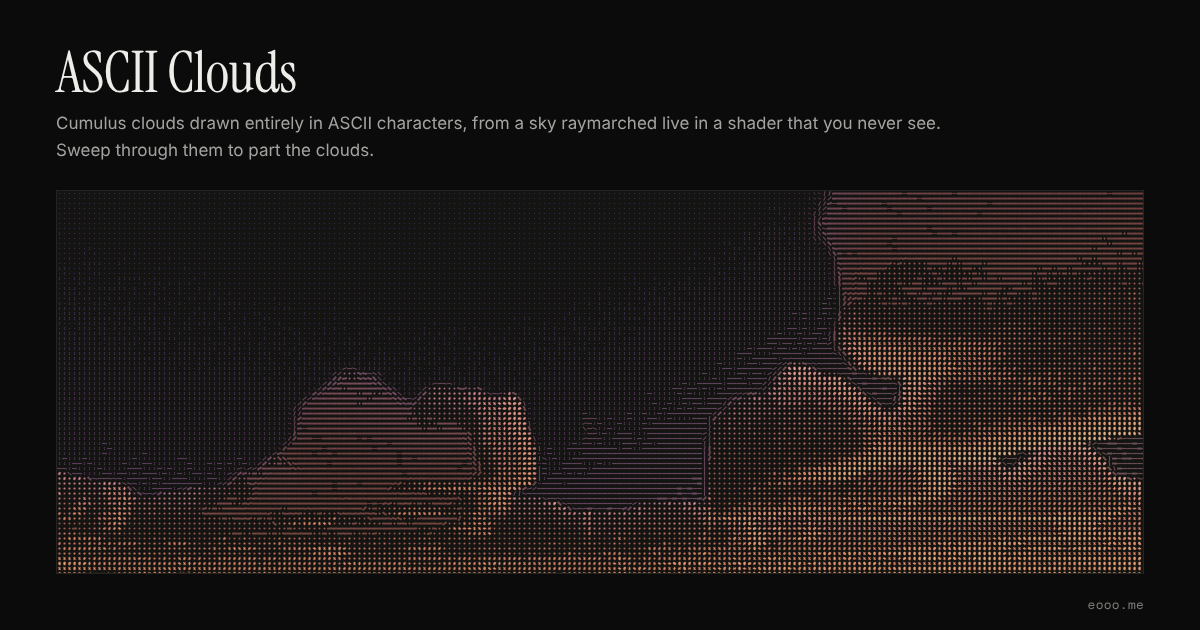 ASCII Clouds
Cumulus clouds drawn entirely in ASCII characters, from a sky raymarched live in a shader that you never see.
Sweep through them to part the clouds.
eooo.me